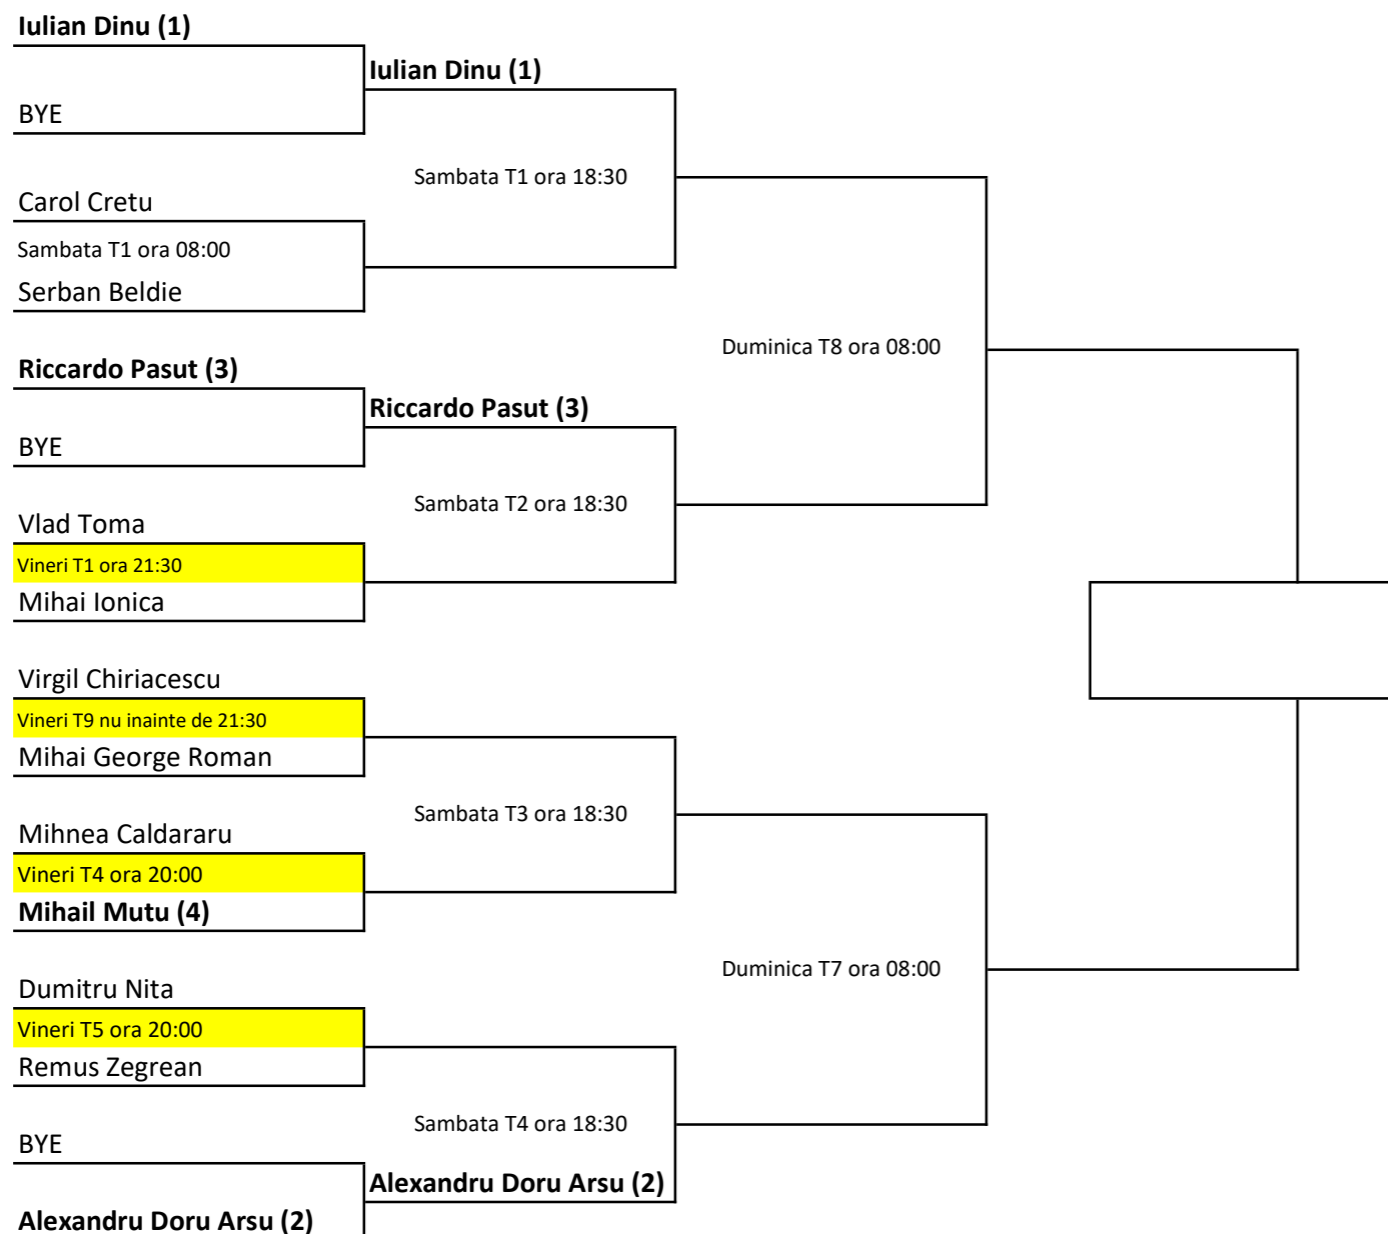 Iulian Dinu (1)
Iulian Dinu (1)
BYE
Sambata T1 ora 18:30
Carol Cretu
Sambata T1 ora 08:00
Serban Beldie
Duminica T8 ora 08:00
Riccardo Pasut (3)
Riccardo Pasut (3)
BYE
Sambata T2 ora 18:30
Vlad Toma
Vineri T1 ora 21:30
Mihai Ionica
Virgil Chiriacescu
Vineri T9 nu inainte de 21:30
Mihai George Roman
Sambata T3 ora 18:30
Mihnea Caldararu
Vineri T4 ora 20:00
Mihail Mutu (4)
Duminica T7 ora 08:00
Dumitru Nita
Vineri T5 ora 20:00
Remus Zegrean
Sambata T4 ora 18:30
BYE
Alexandru Doru Arsu (2)
Alexandru Doru Arsu (2)